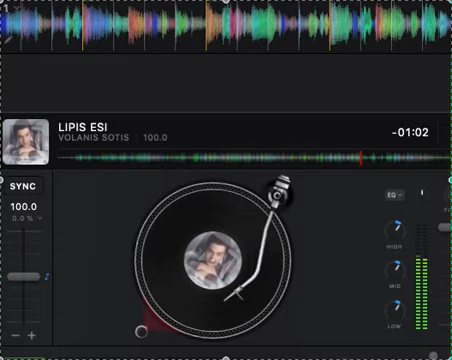 LIPIS ESI
VOLANIS SOTIS 100.0
-01:02
SYNC
100.0
0.0 %
EQ
HIGH
MID
LOW